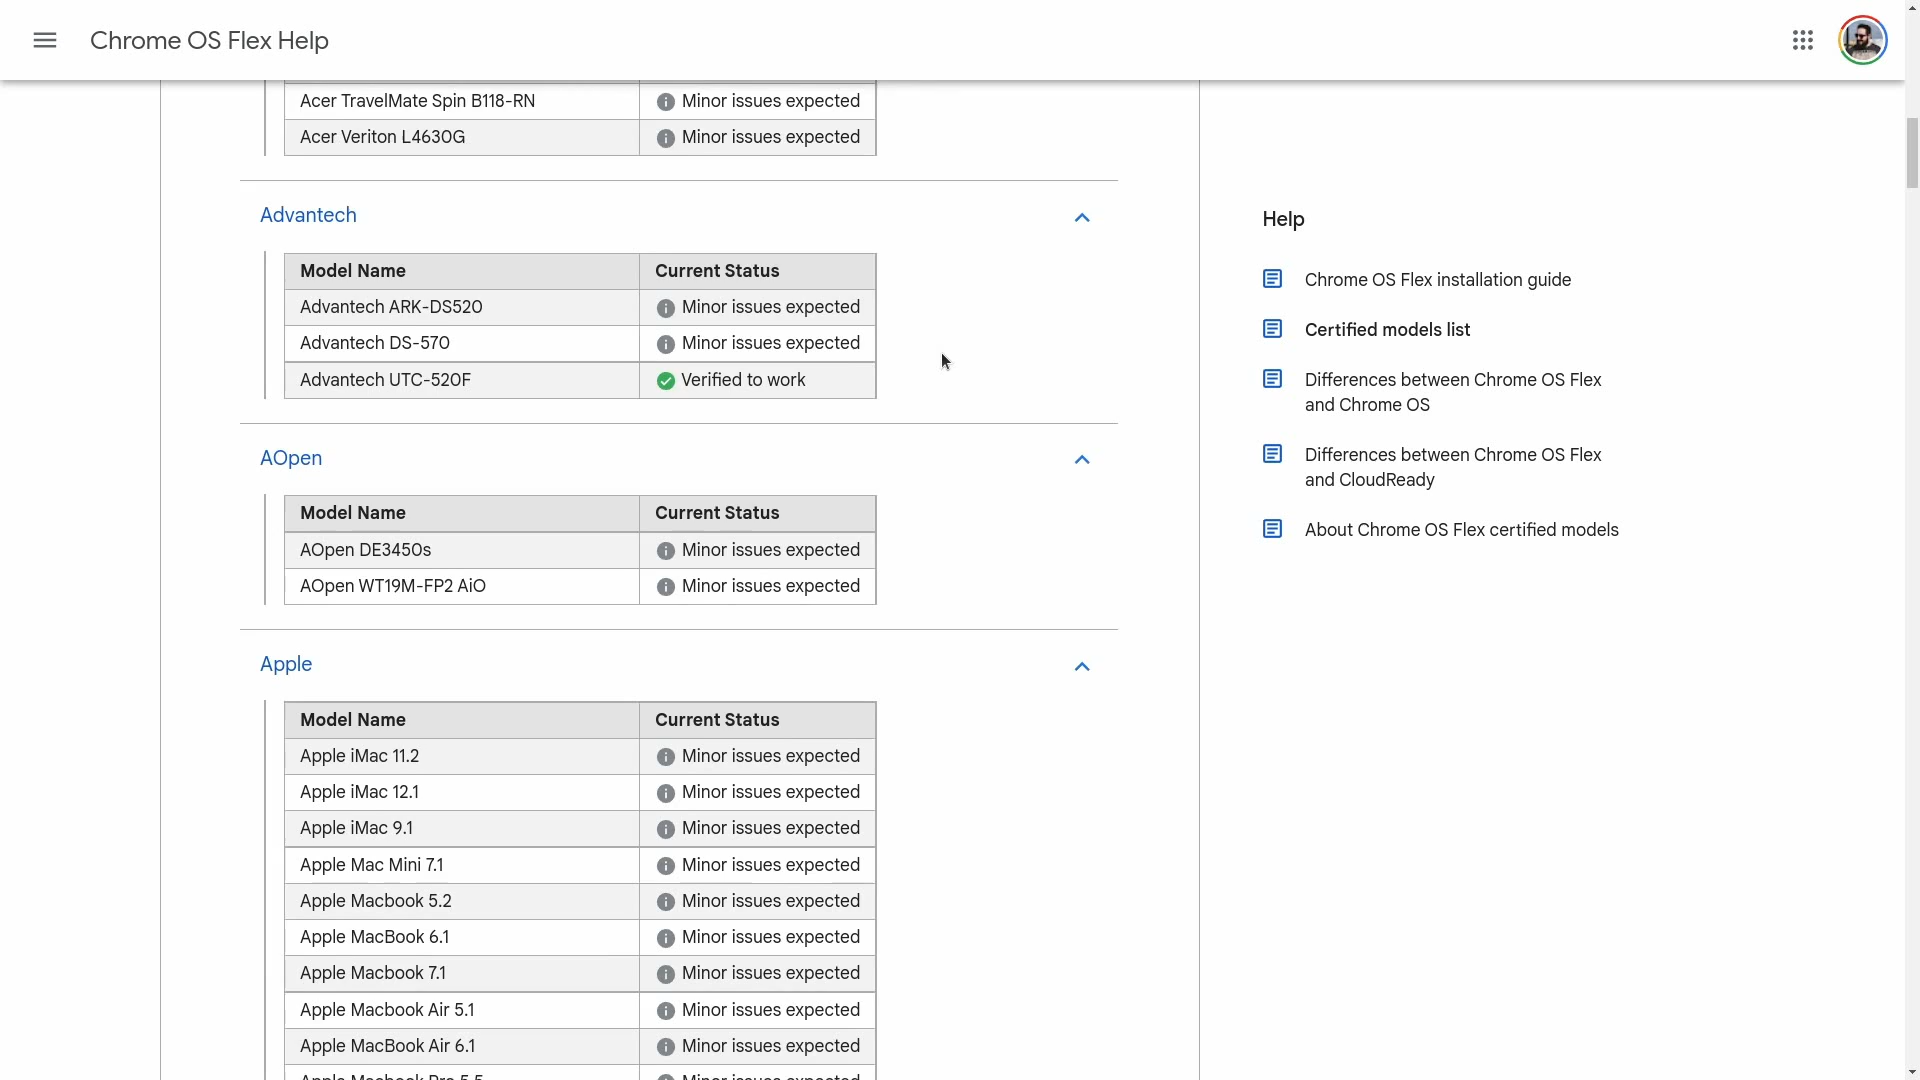 Chrome OS Flex Help
Acer TravelMate Spin B118-RN Minor issues expected
Acer Veriton L4630G Minor issues expected
Advantech
Model Name Current Status
Advantech ARK-DS520 Minor issues expected
Advantech DS-570 Minor issues expected
Advantech UTC-520F Verified to work
AOpen
Model Name Current Status
AOpen DE3450s Minor issues expected
AOpen WT19M-FP2 AiO Minor issues expected
Apple
Model Name Current Status
Apple iMac 11.2 Minor issues expected
Apple iMac 12.1 Minor issues expected
Apple iMac 9.1 Minor issues expected
Apple Mac Mini 7.1 Minor issues expected
Apple Macbook 5.2 Minor issues expected
Apple MacBook 6.1 Minor issues expected
Apple Macbook 7.1 Minor issues expected
Apple Macbook Air 5.1 Minor issues expected
Apple MacBook Air 6.1 Minor issues expected
Apple Macbook Pro 5.5 Minor issues expected
Help
Chrome OS Flex installation guide
Certified models list
Differences between Chrome OS Flex
and Chrome OS
Differences between Chrome OS Flex
and CloudReady
About Chrome OS Flex certified models